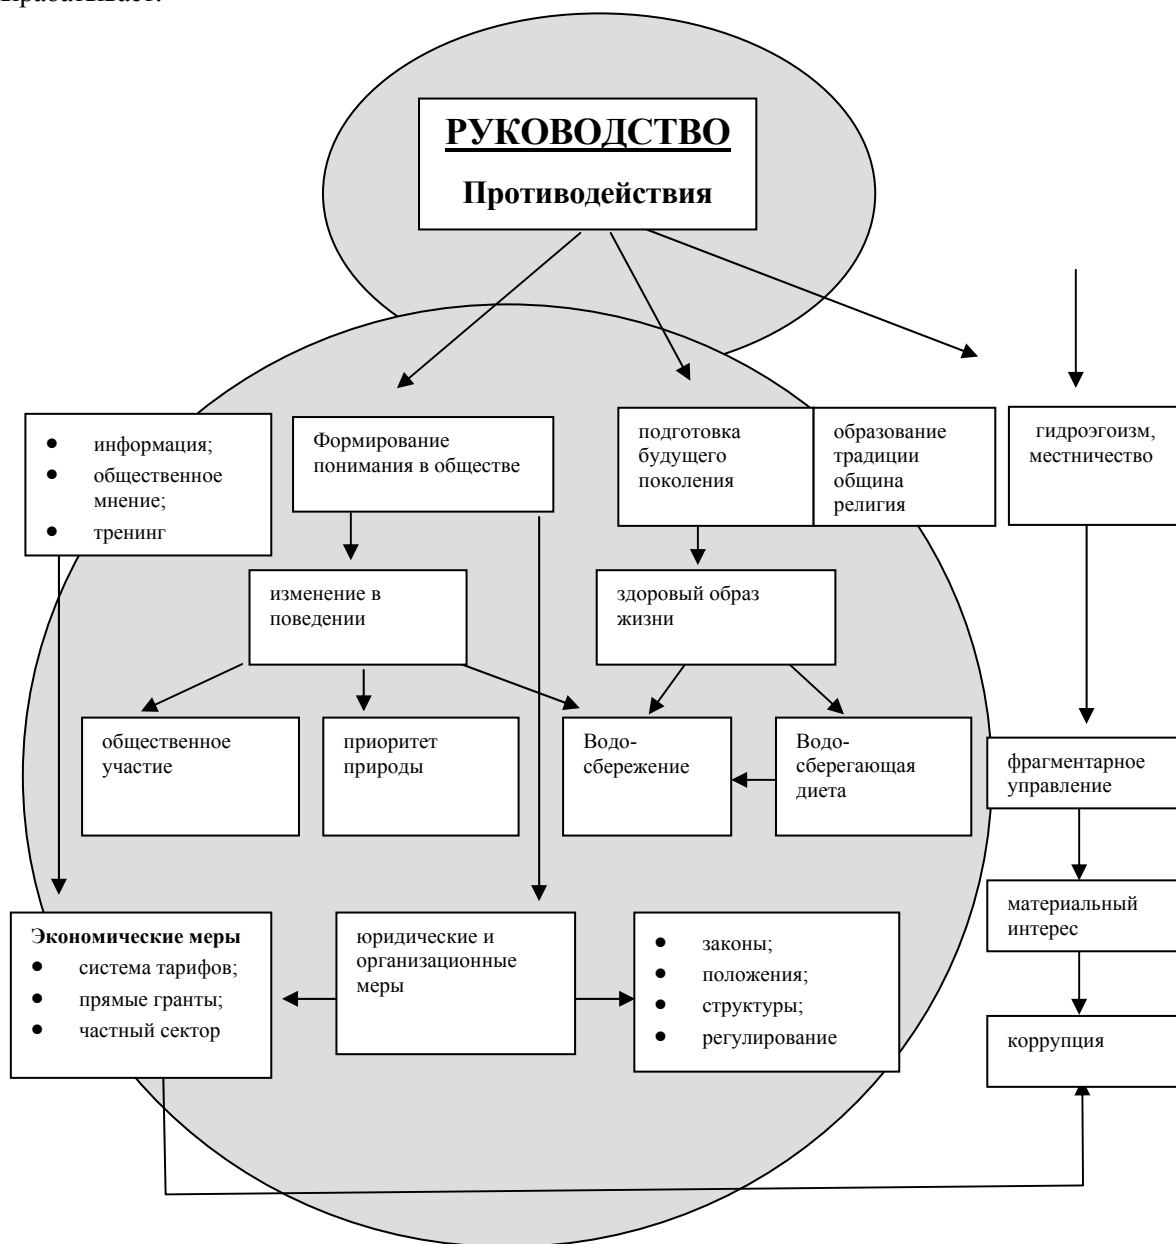 РУКОВОДСТВО
Противодействия
• информация;
• общественное
мнение;
• тренинг
Формирование
понимания в обществе
подготовка
будущего
поколения
образование
традиции
община
религия
гидроэгоизм,
местничество
изменение в
поведении
здоровый образ
жизни
общественное
участие
приоритет
природы
Водо-
сбережение
Водо-
сберегающая
диета
фрагментарное
управление
материальный
интерес
Экономические меры
• система тарифов;
• прямые гранты;
• частный сектор
юридические и
организационные
меры
• законы;
• положения;
• структуры;
• регулирование
коррупция